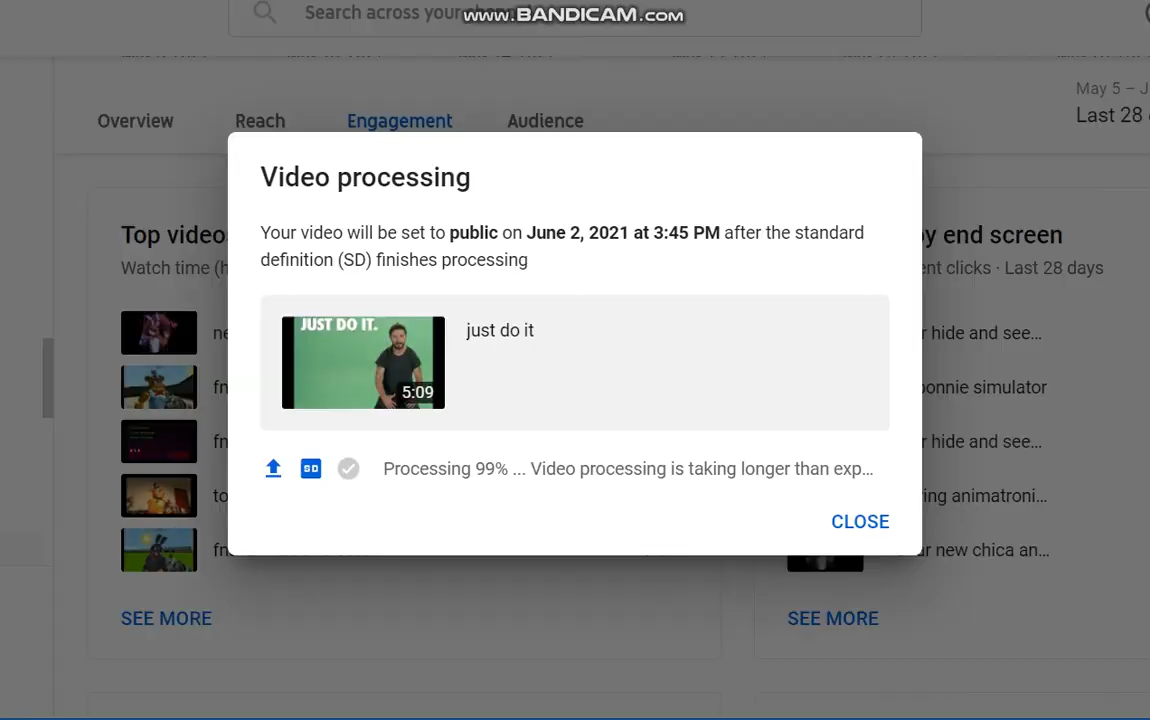 Search across your
www.BANDICAM.com
Overview
Reach
Engagement
Audience
May 5 –
Last 28
Video processing
Your video will be set to public on June 2, 2021 at 3:45 PM after the standard
definition (SD) finishes processing
JUST DO IT.
5:09
just do it
SD
Processing 99% ... Video processing is taking longer than exp...
CLOSE
Top videos
Watch time
by end screen
clicks · Last 28 days
hide and see...
bonnie simulator
hide and see...
new chica an...
SEE MORE
SEE MORE